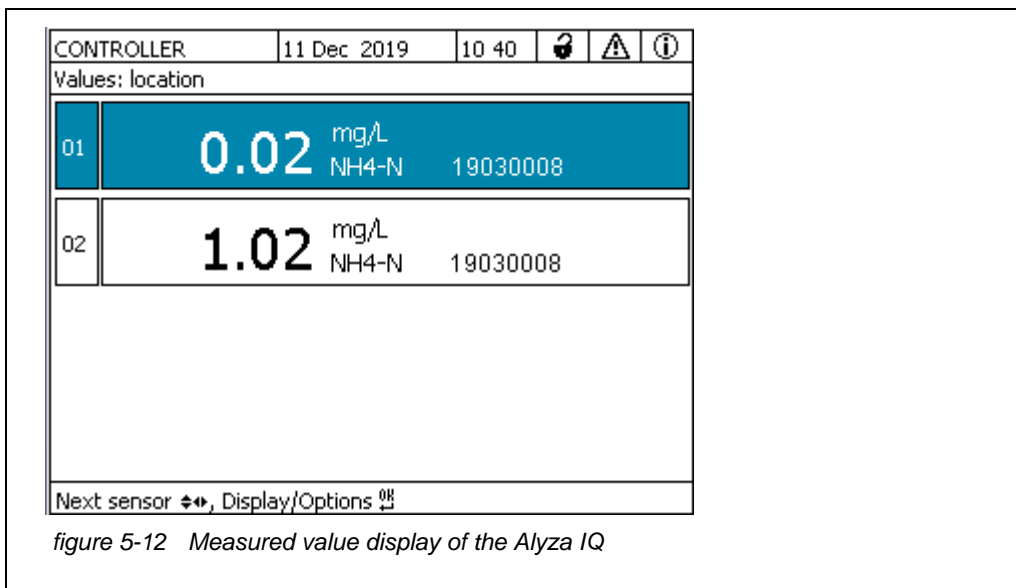 CONTROLLER 11 Dec 2019 10 40
Values: location
01 0.02 mg/L NH4-N 19030008
02 1.02 mg/L NH4-N 19030008
Next sensor, Display/Options OK
figure 5-12 Measured value display of the Alyza IQ